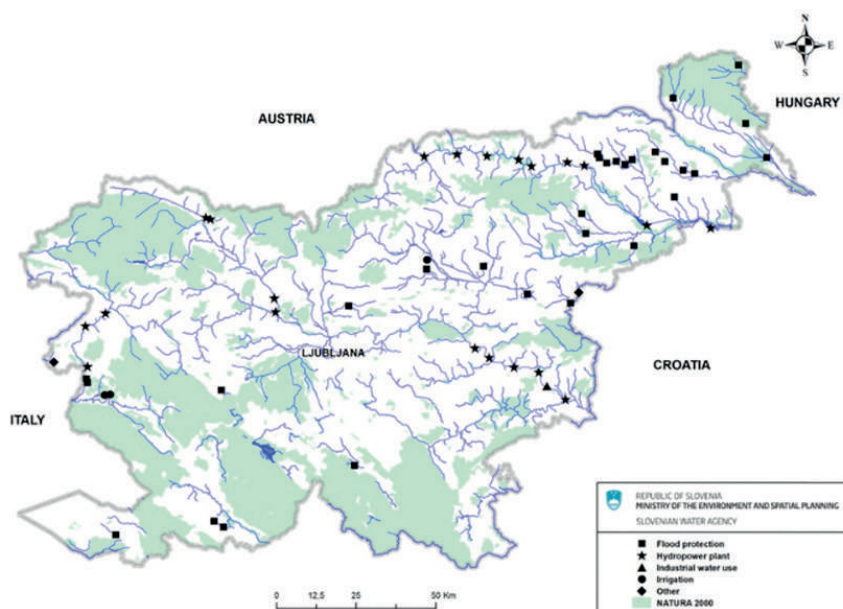 N
W
E
S
HUNGARY
AUSTRIA
LJUBLJANA
CROATIA
ITALY
REPUBLIC OF SLOVENIA
MINISTRY OF THE ENVIRONMENT AND SPATIAL PLANNING
SLOVENIAN WATER AGENCY
Flood protection
Hydropower plant
Industrial water use
Irrigation
Other
NATURA 2000
0 12.5 25 50 Km